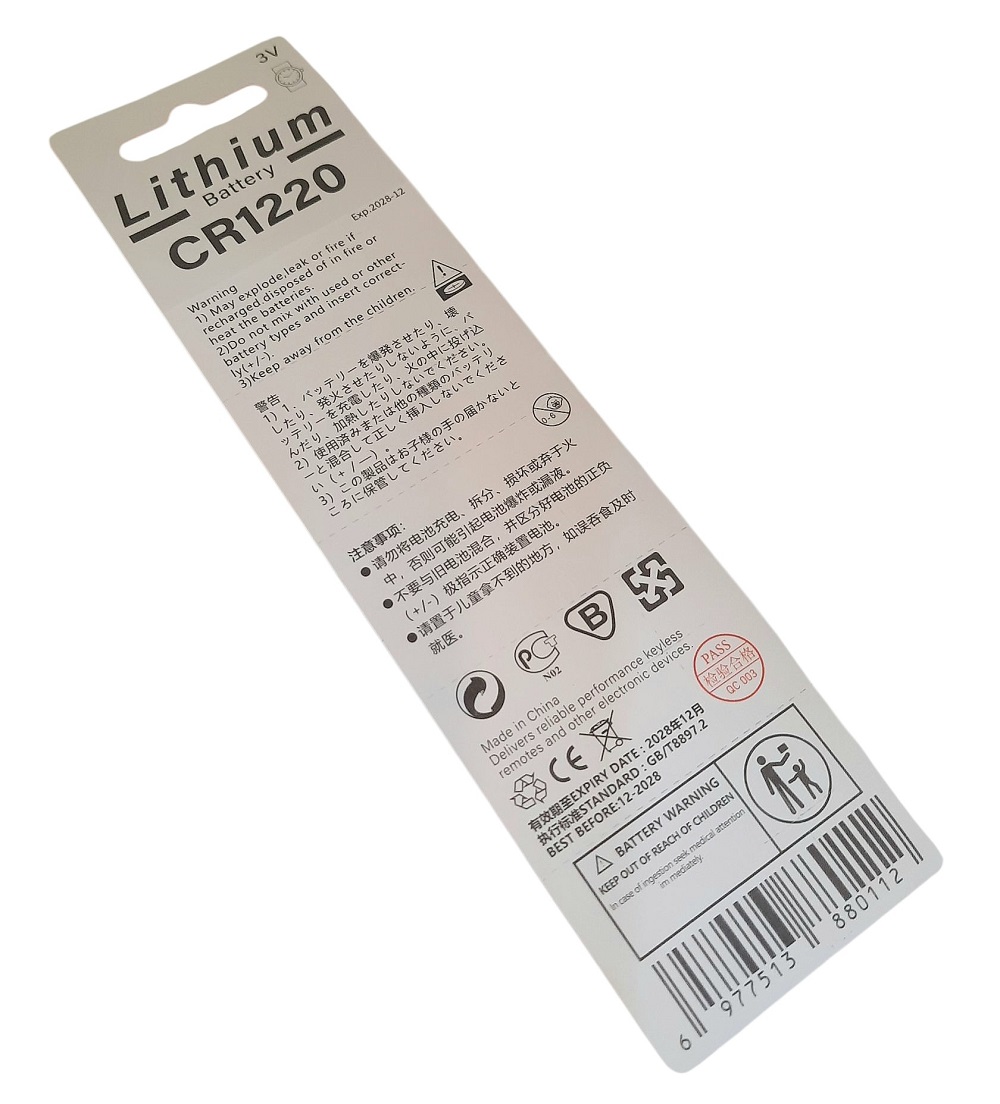 3V
Lithium
Battery
CR1220
Exp.2028-12
Warning
1) May explode,leak or fire if
recharged disposed of in fire or
heat the batteries.
2)Do not mix with used or other
battery types and insert correct-
ly(+/-).
3)Keep away from the children.
警告
1) 1、バッテリーを爆発させたり、壊
したり、発火させたりしないように、バ
ッテリーを充電したり、火の中に投げ込
んだり、加熱したりしないでください。
2) 使用済みまたは他の種類のバッテリ
ーと混合して正しく挿入しないでくださ
い（+／—）。
3) この製品はお子様の手の届かないと
ころに保管してください。
0-6
注意事项:
●请勿将电池充电、拆分、损坏或弃于火
中，否则可能引起电池爆炸或漏液。
●不要与旧电池混合，并区分好电池的正负
(+/-) 极指示正确装置电池。
●请置于儿童拿不到的地方，如误吞食及时
就医。
PCT
N02
B
Made in China
Delivers reliable performance keyless
remotes and other electronic devices.
PASS
检验合格
QC 003
CE
有效期至EXPIRY DATE : 2028年12月
执行标准STANDARD : GB/T8897.2
BEST BEFORE:12-2028
BATTERY WARNING
KEEP OUT OF REACH OF CHILDREN
In case of ingestion seek medical attention
im mediately.
6 977513 880112